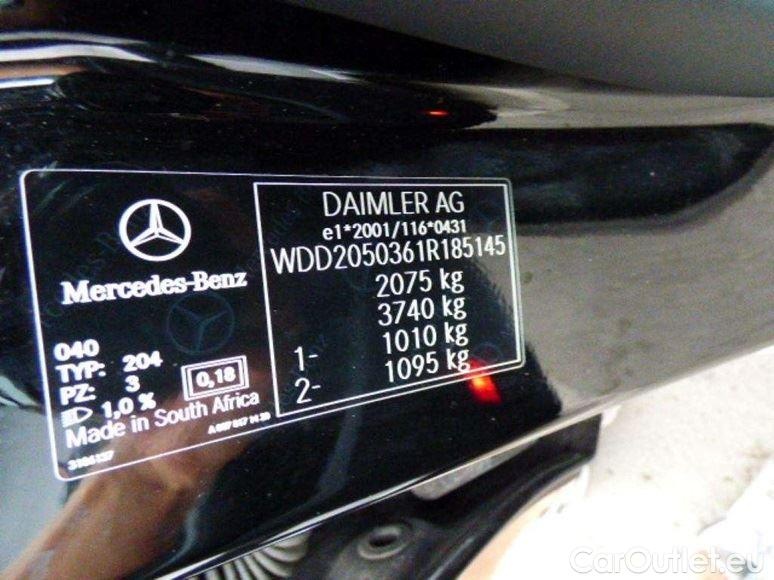 Mercedes-Benz
040
TYP: 204
PZ: 3
0,18
1,0 %
Made in South Africa
3184137
DAIMLER AG
e1*2001/116*0431
WDD2050361R185145
2075 kg
3740 kg
1- 1010 kg
2- 1095 kg
CarOutlet.eu